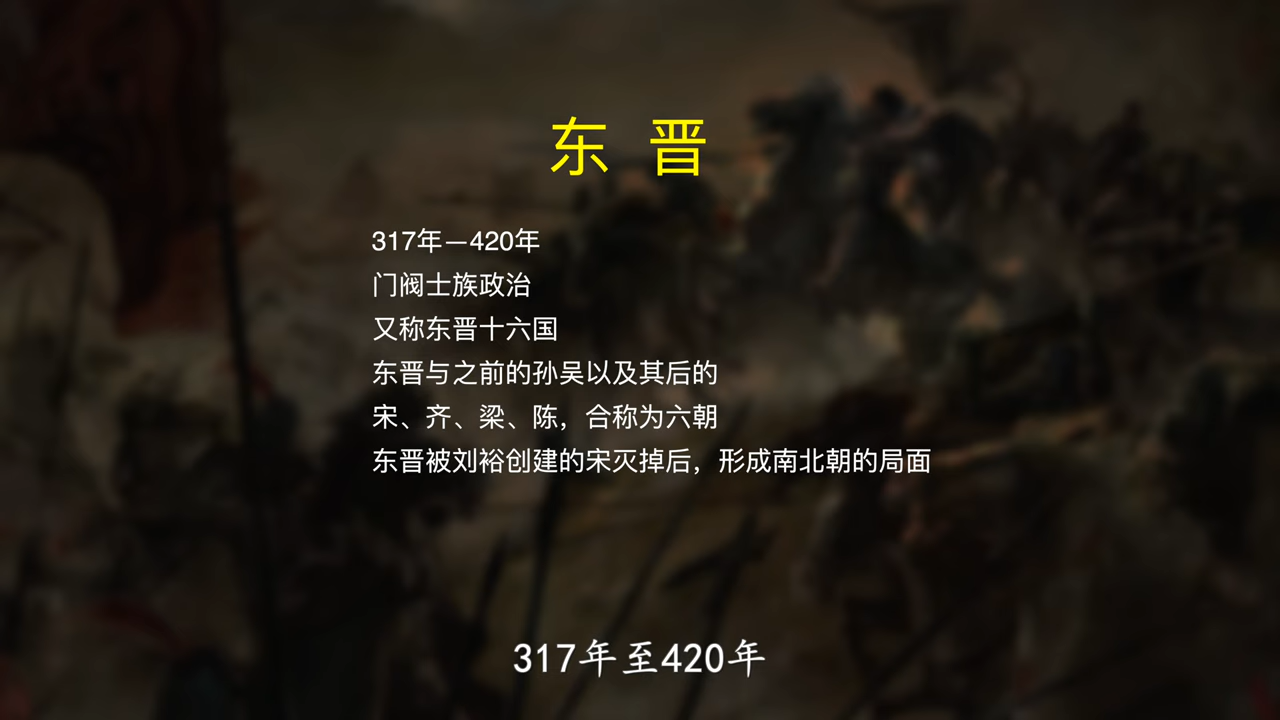 东 晋
317年—420年
门阀士族政治
又称东晋十六国
东晋与之前的孙吴以及其后的
宋、齐、梁、陈，合称为六朝
东晋被刘裕创建的宋灭掉后，形成南北朝的局面
317年至420年